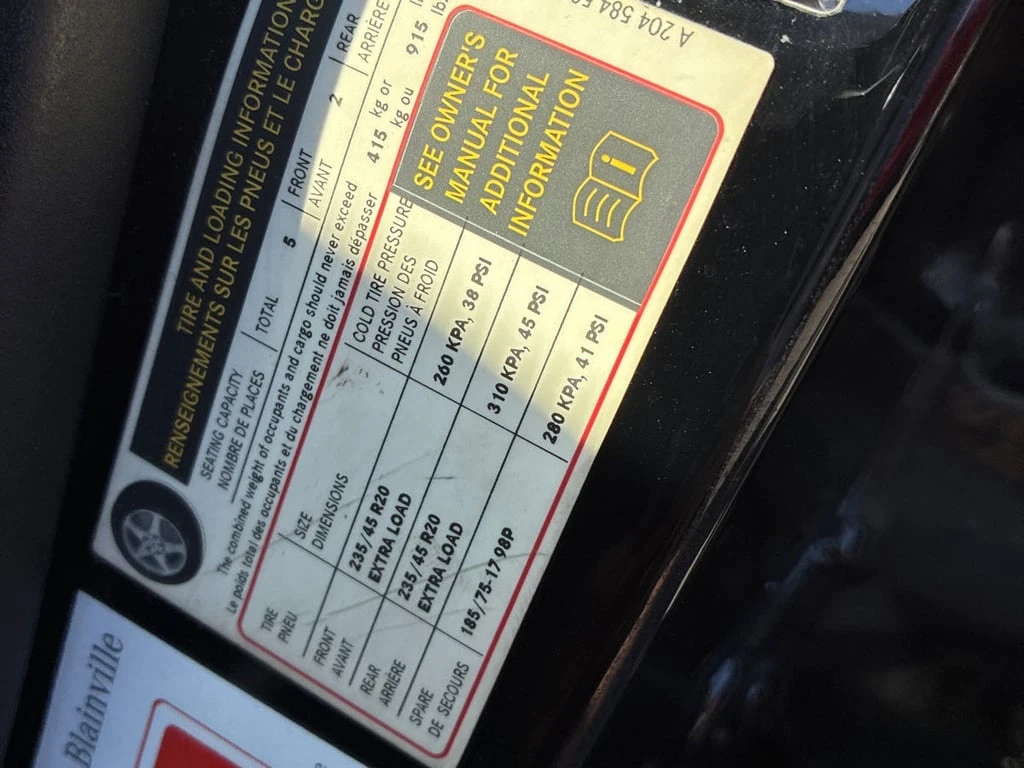 TIRE AND LOADING INFORMATION
RENSEIGNEMENTS SUR LES PNEUS ET LE CHARG
SEATING CAPACITY
NOMBRE DE PLACES
TOTAL 5
FRONT
AVANT 2
REAR
ARRIÈRE
The combined weight of occupants and cargo should never exceed 415 kg or
Le poids total des occupants et du chargement ne doit jamais dépasser kg ou 915
TIRE
PNEU
SIZE
DIMENSIONS
COLD TIRE PRESSURE
PRESSION DES
PNEUS À FROID
SEE OWNER'S
MANUAL FOR
ADDITIONAL
INFORMATION
i
FRONT
AVANT
235/45 R20
EXTRA LOAD
260 KPA, 38 PSI
REAR
ARRIÈRE
235/45 R20
EXTRA LOAD
310 KPA, 45 PSI
SPARE
DE SECOURS
185/75-17 98P
280 KPA, 41 PSI
A 204 584
Blainville